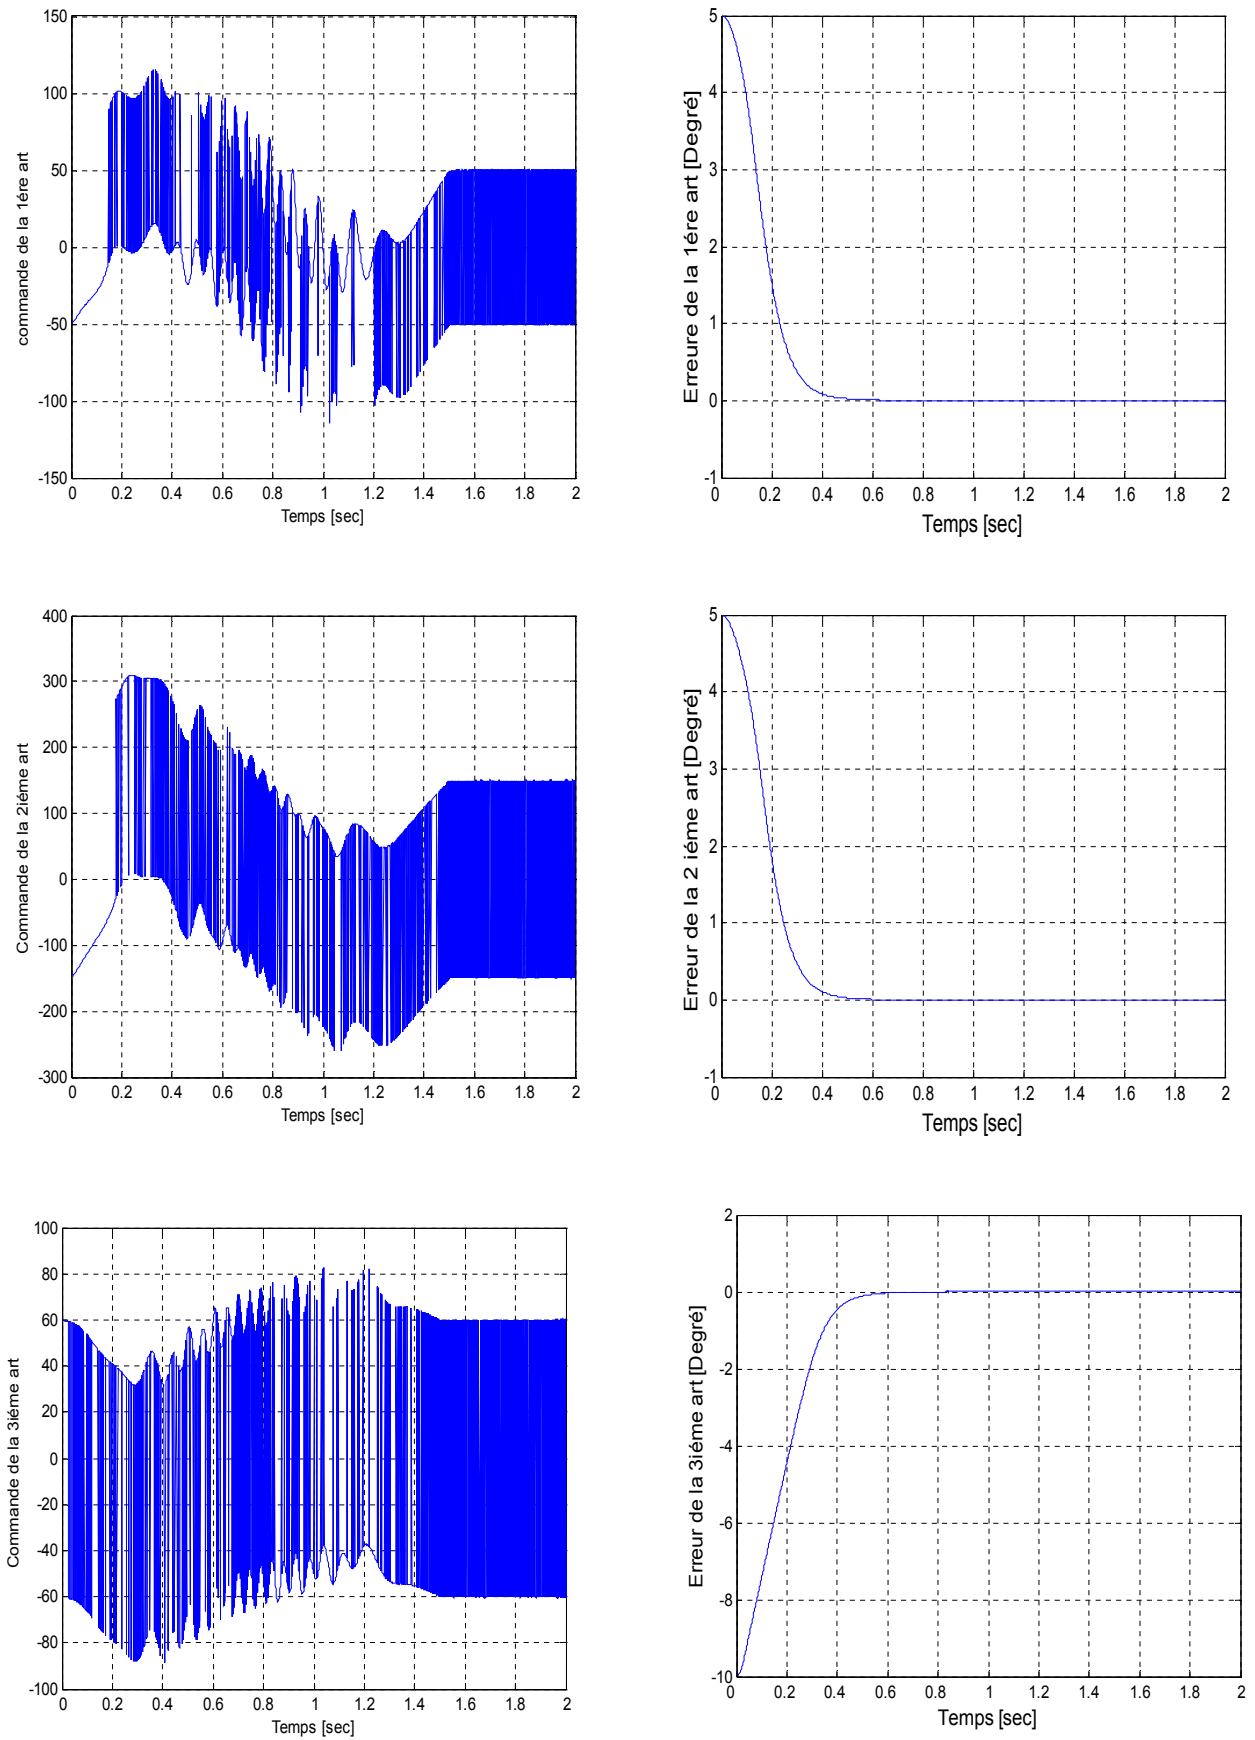 150
100
50
0
-50
-100
-150
commande de la 1ére art
0 0.2 0.4 0.6 0.8 1 1.2 1.4 1.6 1.8 2
Temps [sec]
5
4
3
2
1
0
-1
Erreure de la 1ére art [Degré]
0 0.2 0.4 0.6 0.8 1 1.2 1.4 1.6 1.8 2
Temps [sec]
400
300
200
100
0
-100
-200
-300
Commande de la 2iéme art
0 0.2 0.4 0.6 0.8 1 1.2 1.4 1.6 1.8 2
Temps [sec]
5
4
3
2
1
0
-1
Erreur de la 2 iéme art [Degré]
0 0.2 0.4 0.6 0.8 1 1.2 1.4 1.6 1.8 2
Temps [sec]
100
80
60
40
20
0
-20
-40
-60
-80
-100
Commande de la 3iéme art
0 0.2 0.4 0.6 0.8 1 1.2 1.4 1.6 1.8 2
Temps [sec]
2
0
-2
-4
-6
-8
-10
Erreur de la 3iéme art [Degré]
0 0.2 0.4 0.6 0.8 1 1.2 1.4 1.6 1.8 2
Temps [sec]